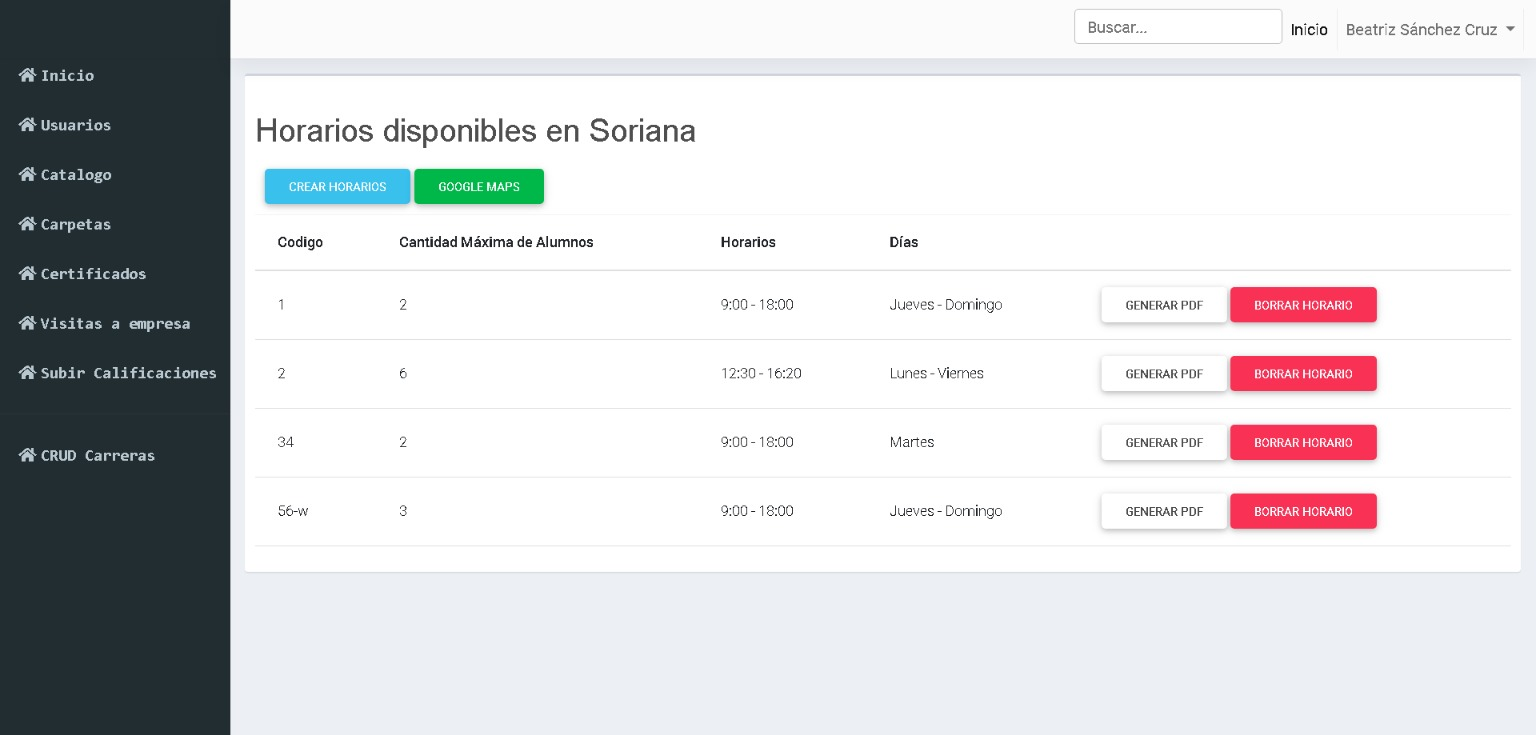 Buscar... Inicio Beatriz Sánchez Cruz
Inicio
Usuarios
Catalogo
Carpetas
Certificados
Visitas a empresa
Subir Calificaciones
CRUD Carreras
Horarios disponibles en Soriana
CREAR HORARIOS GOOGLE MAPS
Codigo Cantidad Máxima de Alumnos Horarios Días
1 2 9:00 - 18:00 Jueves - Domingo GENERAR PDF BORRAR HORARIO
2 6 12:30 - 16:20 Lunes - Viernes GENERAR PDF BORRAR HORARIO
34 2 9:00 - 18:00 Martes GENERAR PDF BORRAR HORARIO
56-w 3 9:00 - 18:00 Jueves - Domingo GENERAR PDF BORRAR HORARIO